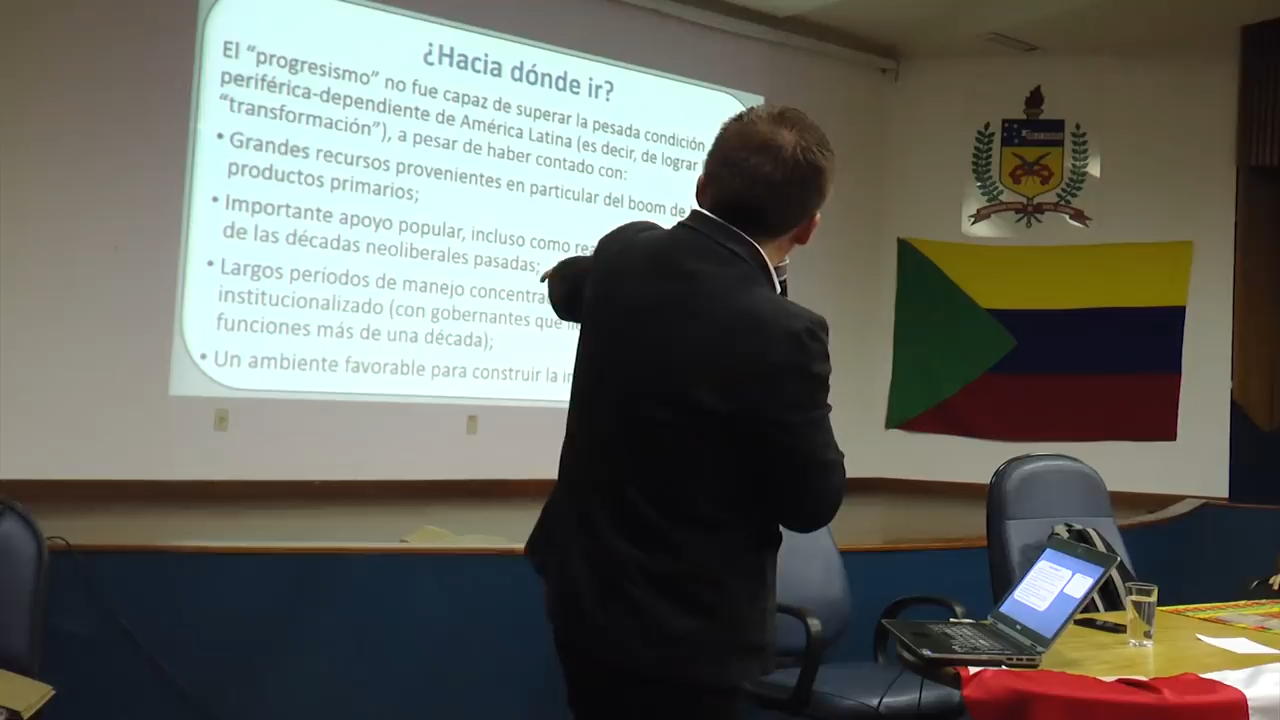 ¿Hacia dónde ir?
El “progresismo” no fue capaz de superar la pesada condición
periférica-dependiente de América Latina (es decir, de lograr
“transformación”), a pesar de haber contado con:
• Grandes recursos provenientes en particular del boom de
productos primarios;
• Importante apoyo popular, incluso como
de las décadas neoliberales pasadas;
• Largos períodos de manejo
institucionalizado (con gobernantes que
funciones más de una década);
• Un ambiente favorable para construir la